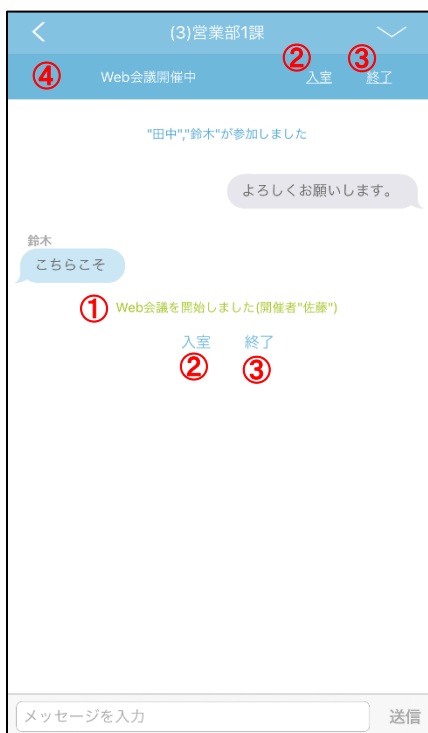 (3)営業部1課
② ③
④ Web会議開催中 入室 終了
"田中","鈴木"が参加しました
よろしくお願いします。
鈴木
こちらこそ
① Web会議を開始しました(開催者"佐藤")
入室 終了
② ③
メッセージを入力 送信